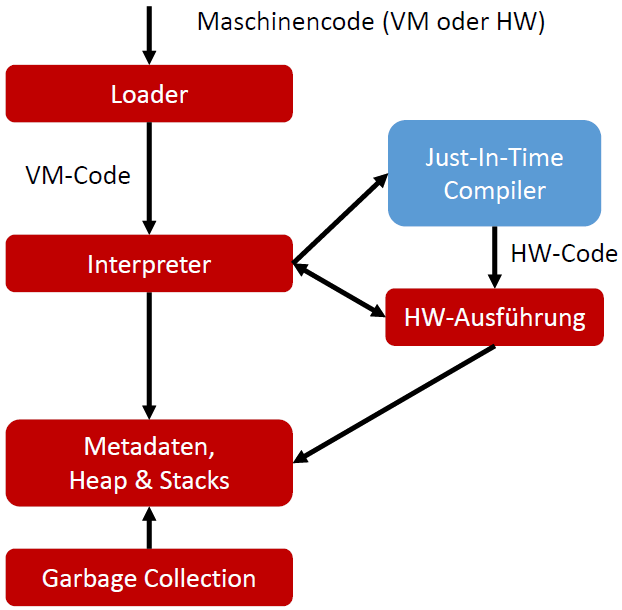 Maschinencode (VM oder HW)
Loader
VM-Code
Just-In-Time
Compiler
Interpreter
HW-Code
HW-Ausführung
Metadaten,
Heap & Stacks
Garbage Collection